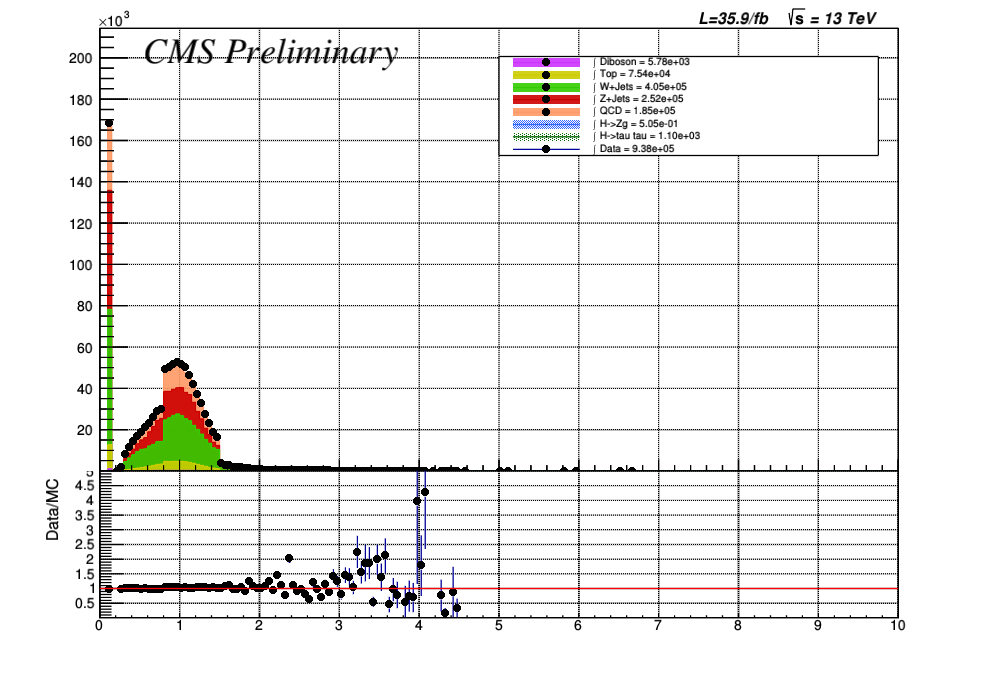 ×10³ L=35.9/fb √s = 13 TeV
CMS Preliminary
∫ Diboson = 5.78e+03
∫ Top = 7.54e+04
∫ W+Jets = 4.05e+05
∫ Z+Jets = 2.52e+05
∫ QCD = 1.85e+05
∫ H->Zg = 5.05e-01
∫ H->tau tau = 1.10e+03
∫ Data = 9.38e+05
200
180
160
140
120
100
80
60
40
20
Data/MC
4.5
4
3.5
3
2.5
2
1.5
1
0.5
0 1 2 3 4 5 6 7 8 9 10